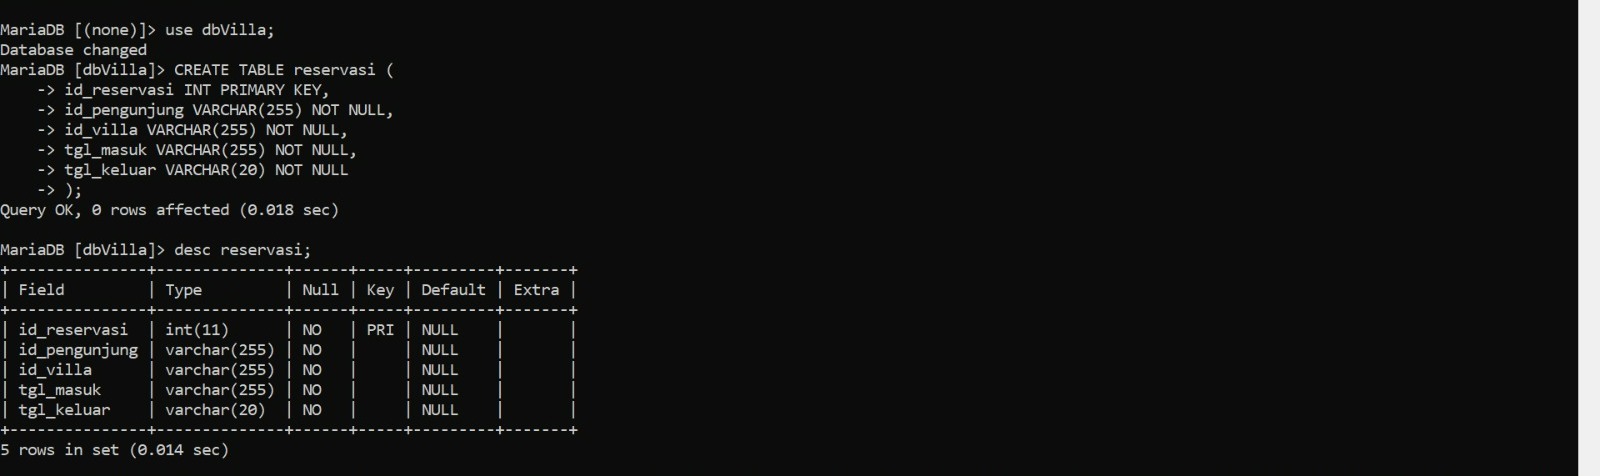 MariaDB [(none)]> use dbVilla;
Database changed
MariaDB [dbVilla]> CREATE TABLE reservasi (
    -> id_reservasi INT PRIMARY KEY,
    -> id_pengunjung VARCHAR(255) NOT NULL,
    -> id_villa VARCHAR(255) NOT NULL,
    -> tgl_masuk VARCHAR(255) NOT NULL,
    -> tgl_keluar VARCHAR(20) NOT NULL
    -> );
Query OK, 0 rows affected (0.018 sec)

MariaDB [dbVilla]> desc reservasi;
+---------------+--------------+------+-----+---------+-------+
| Field         | Type         | Null | Key | Default | Extra |
+---------------+--------------+------+-----+---------+-------+
| id_reservasi  | int(11)      | NO   | PRI | NULL    |       |
| id_pengunjung | varchar(255) | NO   |     | NULL    |       |
| id_villa      | varchar(255) | NO   |     | NULL    |       |
| tgl_masuk     | varchar(255) | NO   |     | NULL    |       |
| tgl_keluar    | varchar(20)  | NO   |     | NULL    |       |
+---------------+--------------+------+-----+---------+-------+
5 rows in set (0.014 sec)